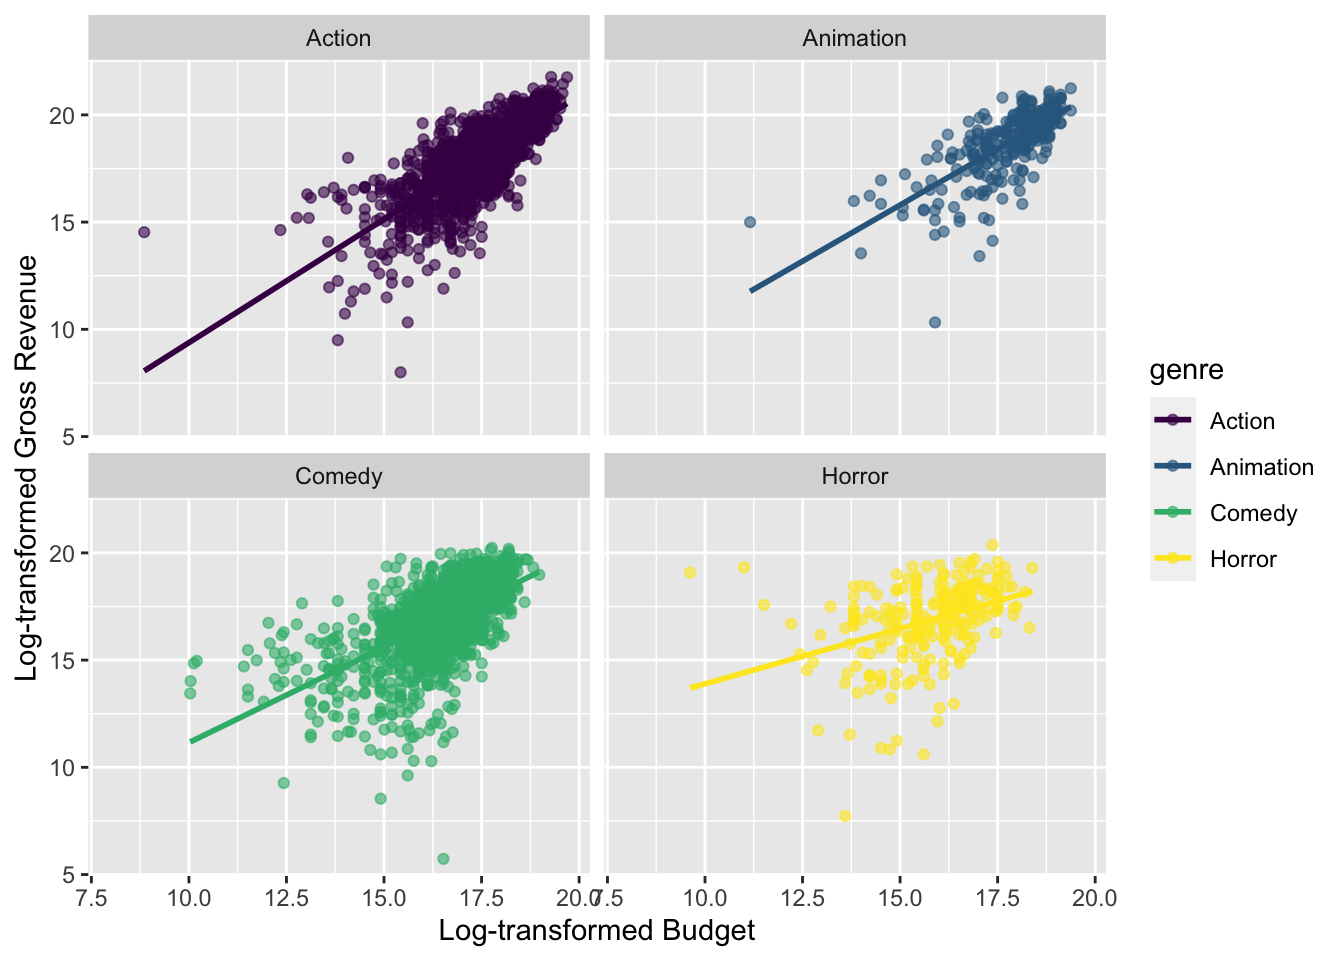 Action
Animation
20
15
10
5
Comedy
Horror
20
15
10
5
7.5
10.0
12.5
15.0
17.5
20.0
7.5
10.0
12.5
15.0
17.5
20.0
Log-transformed Budget
Log-transformed Gross Revenue
genre
Action
Animation
Comedy
Horror